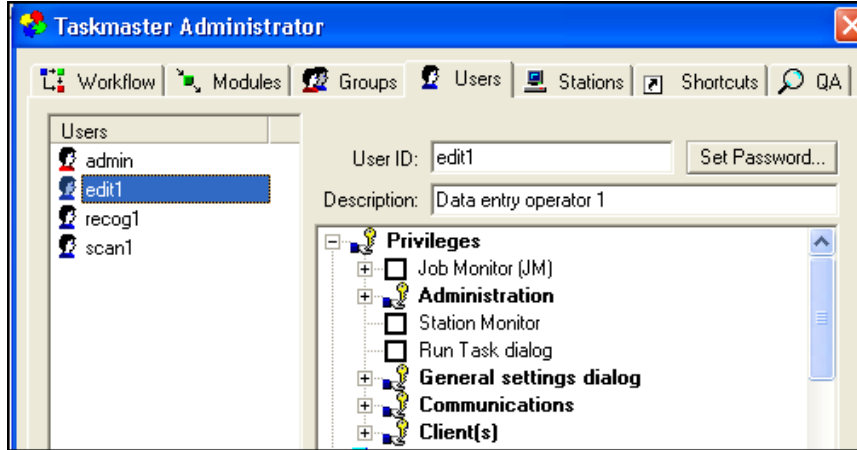 Taskmaster Administrator
Workflow Modules Groups Users Stations Shortcuts QA
Users
admin
edit1
recog1
scan1
User ID: edit1 Set Password...
Description: Data entry operator 1
Privileges
Job Monitor (JM)
Administration
Station Monitor
Run Task dialog
General settings dialog
Communications
Client(s)